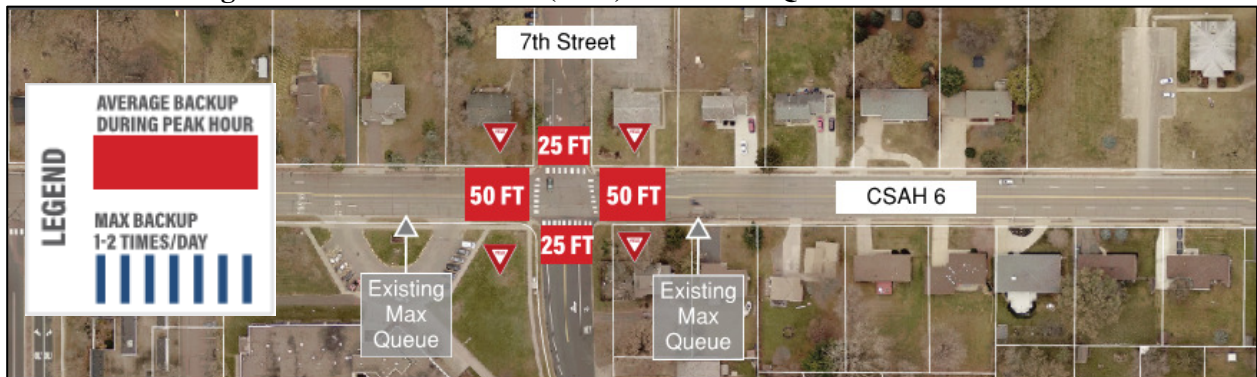 7th Street
LEGEND
AVERAGE BACKUP
DURING PEAK HOUR
MAX BACKUP
1-2 TIMES/DAY
25 FT
50 FT
50 FT
25 FT
CSAH 6
Existing
Max
Queue
Existing
Max
Queue